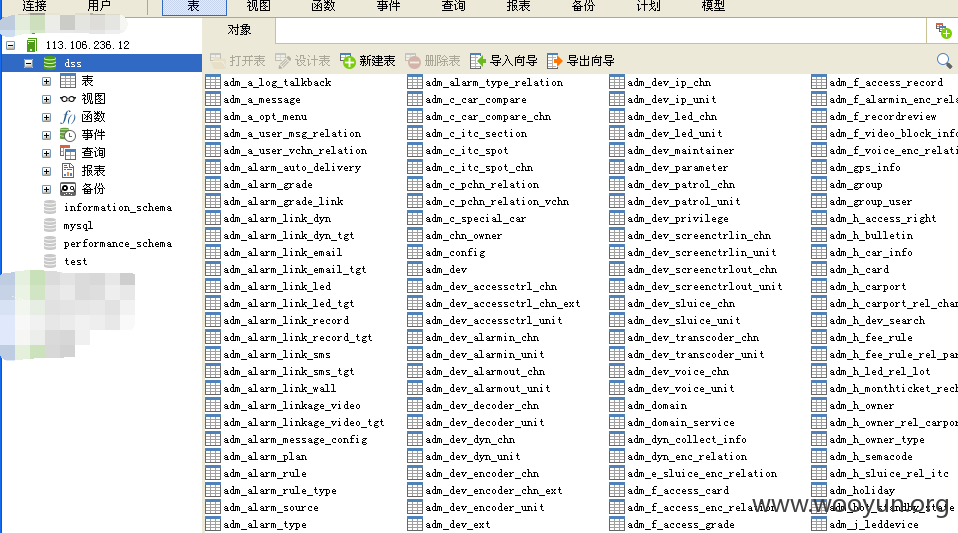 连接 用户 表 视图 函数 事件 查询 报表 备份 计划 模型
对象
打开表 设计表 新建表 删除表 导入向导 导出向导
113.106.236.12
dss
表
视图
函数
事件
查询
报表
备份
information_schema
mysql
performance_schema
test
adm_a_log_talkback
adm_a_message
adm_a_opt_menu
adm_a_user_msg_relation
adm_a_user_vchn_relation
adm_alarm_auto_delivery
adm_alarm_grade
adm_alarm_grade_link
adm_alarm_link_dyn
adm_alarm_link_dyn_tgt
adm_alarm_link_email
adm_alarm_link_email_tgt
adm_alarm_link_led
adm_alarm_link_led_tgt
adm_alarm_link_record
adm_alarm_link_record_tgt
adm_alarm_link_sms
adm_alarm_link_sms_tgt
adm_alarm_link_wall
adm_alarm_linkage_video
adm_alarm_linkage_video_tgt
adm_alarm_message_config
adm_alarm_plan
adm_alarm_rule
adm_alarm_rule_type
adm_alarm_source
adm_alarm_type
adm_alarm_type_relation
adm_c_car_compare
adm_c_car_compare_chn
adm_c_itc_section
adm_c_itc_spot
adm_c_itc_spot_chn
adm_c_pchn_relation
adm_c_pchn_relation_vchn
adm_c_special_car
adm_chn_owner
adm_config
adm_dev
adm_dev_accessctrl_chn
adm_dev_accessctrl_chn_ext
adm_dev_accessctrl_unit
adm_dev_alarmin_chn
adm_dev_alarmin_unit
adm_dev_alarmout_chn
adm_dev_alarmout_unit
adm_dev_decoder_chn
adm_dev_decoder_unit
adm_dev_dyn_chn
adm_dev_dyn_unit
adm_dev_encoder_chn
adm_dev_encoder_chn_ext
adm_dev_encoder_unit
adm_dev_ext
adm_dev_ip_chn
adm_dev_ip_unit
adm_dev_led_chn
adm_dev_led_unit
adm_dev_maintainer
adm_dev_parameter
adm_dev_patrol_chn
adm_dev_patrol_unit
adm_dev_privilege
adm_dev_screenctrlin_chn
adm_dev_screenctrlin_unit
adm_dev_screenctrlout_chn
adm_dev_screenctrlout_unit
adm_dev_sluice_chn
adm_dev_sluice_unit
adm_dev_transcoder_chn
adm_dev_transcoder_unit
adm_dev_voice_chn
adm_dev_voice_unit
adm_domain
adm_domain_service
adm_dyn_collect_info
adm_dyn_enc_relation
adm_e_sluice_enc_relation
adm_f_access_card
adm_f_access_enc_relation
adm_f_access_grade
adm_f_access_record
adm_f_alarmin_enc_rela
adm_f_recordreview
adm_f_video_block_info
adm_f_voice_enc_relati
adm_gps_info
adm_group
adm_group_user
adm_h_access_right
adm_h_bulletin
adm_h_car_info
adm_h_card
adm_h_carport
adm_h_carport_rel_chan
adm_h_dev_search
adm_h_fee_rule
adm_h_fee_rule_rel_par
adm_h_led_rel_lot
adm_h_monthticket_rech
adm_h_owner
adm_h_owner_rel_carpor
adm_h_owner_type
adm_h_semacode
adm_h_sluice_rel_itc
adm_holiday
adm_hot_standby_state
adm_j_leddevice
www.wooyun.org